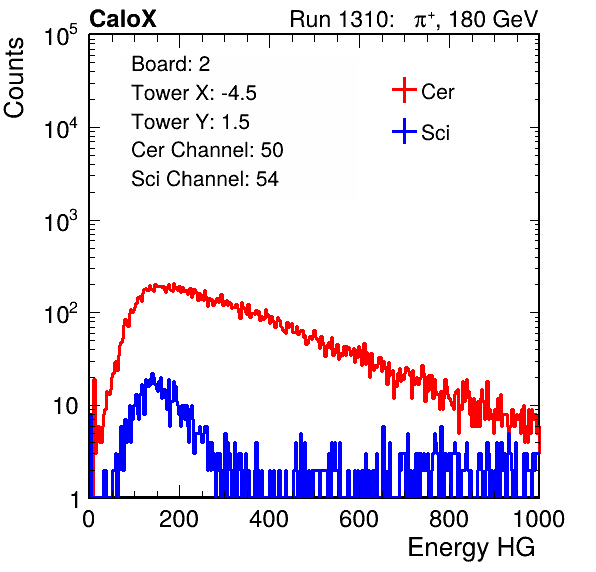 CaloX Run 1310: π⁺, 180 GeV
Counts
10⁵
10⁴
10³
10²
10
1
Board: 2
Tower X: -4.5
Tower Y: 1.5
Cer Channel: 50
Sci Channel: 54
Cer
Sci
0 200 400 600 800 1000
Energy HG